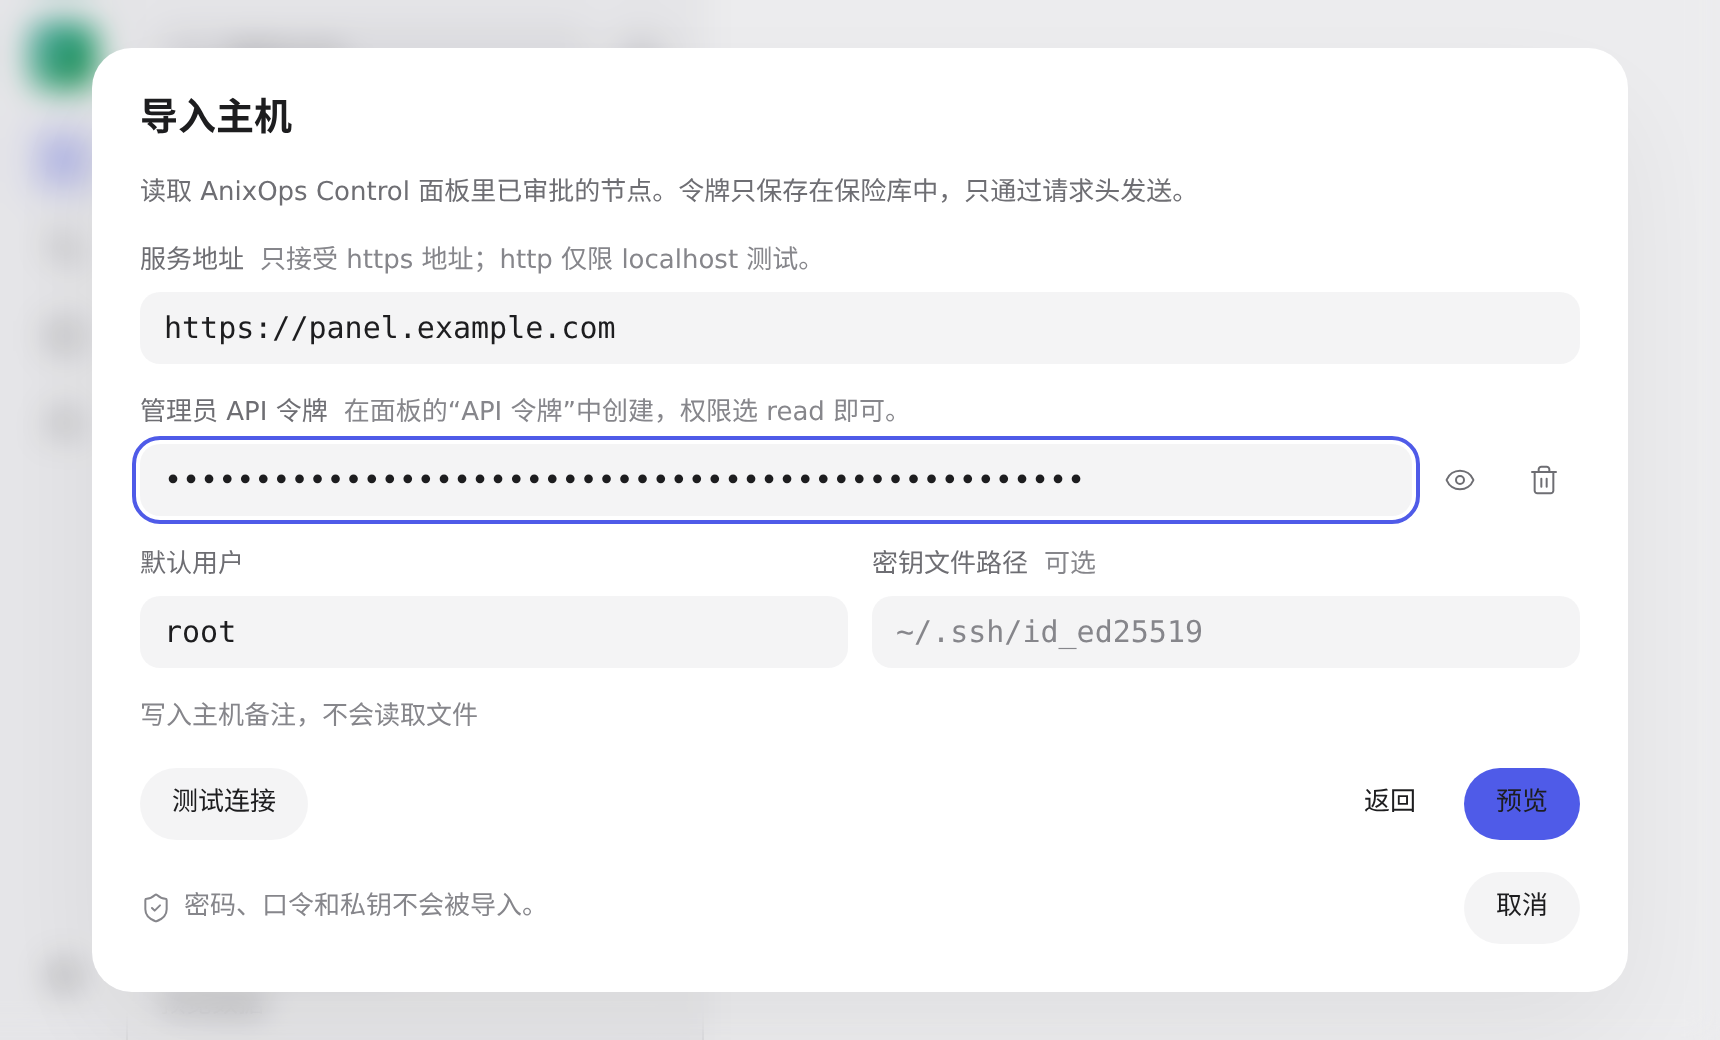 导入主机
读取 AnixOps Control 面板里已审批的节点。令牌只保存在保险库中，只通过请求头发送。
服务地址 只接受 https 地址；http 仅限 localhost 测试。
https://panel.example.com
管理员 API 令牌 在面板的“API 令牌”中创建，权限选 read 即可。
默认用户 密钥文件路径 可选
root ~/.ssh/id_ed25519
写入主机备注，不会读取文件
测试连接 返回 预览
密码、口令和私钥不会被导入。 取消